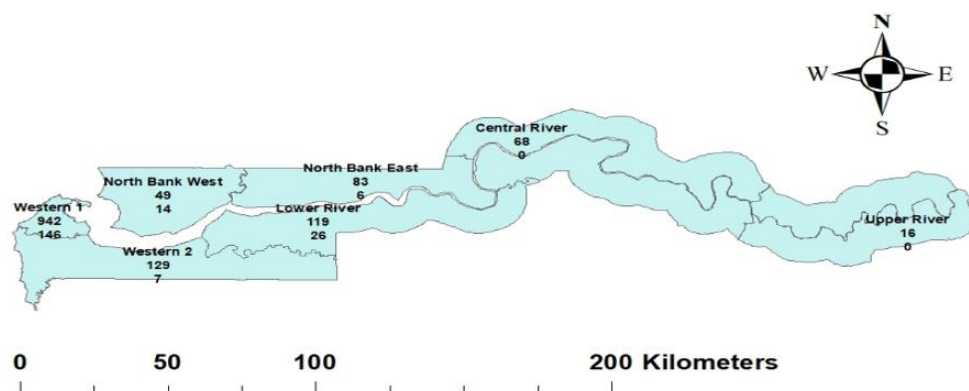 N
W E
S
Central River
68
0
North Bank East
83
6
North Bank West
49
14
Lower River
119
26
Western 1
942
146
Western 2
129
7
Upper River
16
0
0 50 100 200 Kilometers